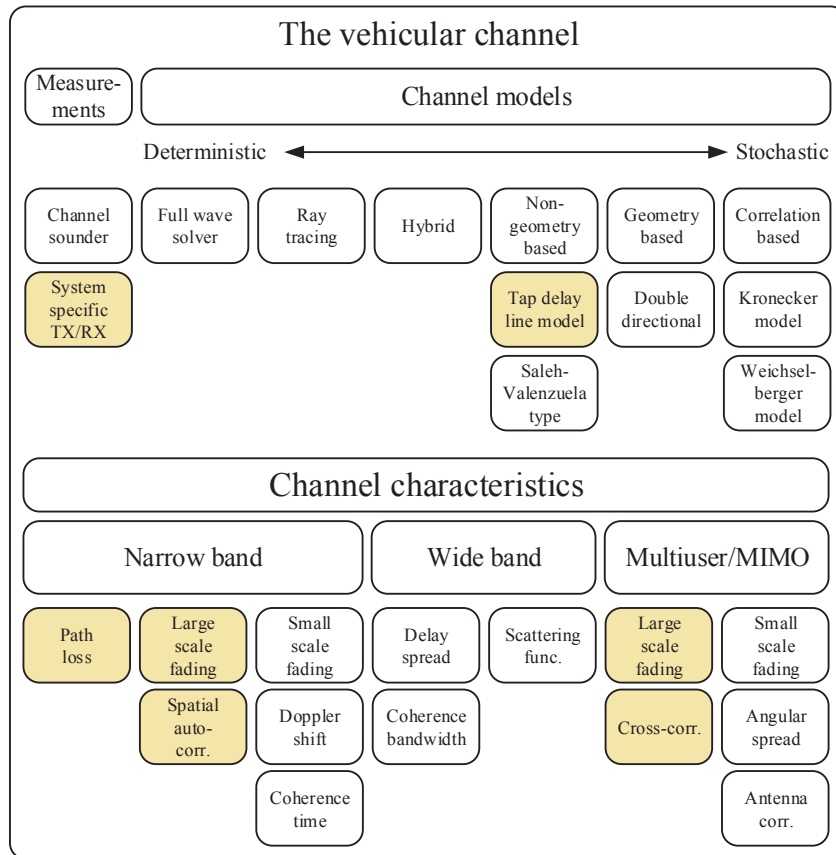 The vehicular channel
Measure-
ments
Channel models
Deterministic
Stochastic
Channel
sounder
Full wave
solver
Ray
tracing
Hybrid
Non-
geometry
based
Geometry
based
Correlation
based
System
specific
TX/RX
Tap delay
line model
Double
directional
Kronecker
model
Saleh-
Valenzuela
type
Weichsel-
berger
model
Channel characteristics
Narrow band
Wide band
Multiuser/MIMO
Path
loss
Large
scale
fading
Small
scale
fading
Delay
spread
Scattering
func.
Large
scale
fading
Small
scale
fading
Spatial
auto-
corr.
Doppler
shift
Coherence
bandwidth
Cross-corr.
Angular
spread
Coherence
time
Antenna
corr.